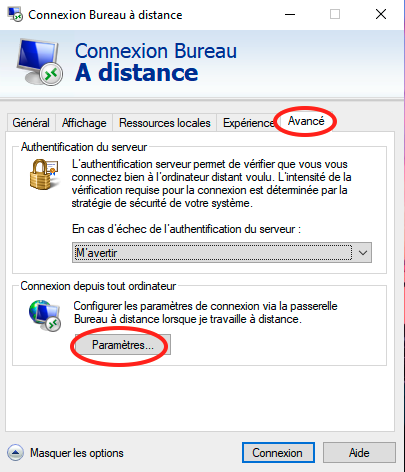 Connexion Bureau à distance
Connexion Bureau
A distance
Général Affichage Ressources locales Expérience Avancé
Authentification du serveur
L'authentification serveur permet de vérifier que vous vous
connectez bien à l'ordinateur distant voulu. L'intensité de la
vérification requise pour la connexion est déterminée par la
stratégie de sécurité de votre système.
En cas d'échec de l'authentification du serveur :
M'avertir
Connexion depuis tout ordinateur
Configurer les paramètres de connexion via la passerelle
Bureau à distance lorsque je travaille à distance.
Paramètres...
Masquer les options
Connexion
Aide